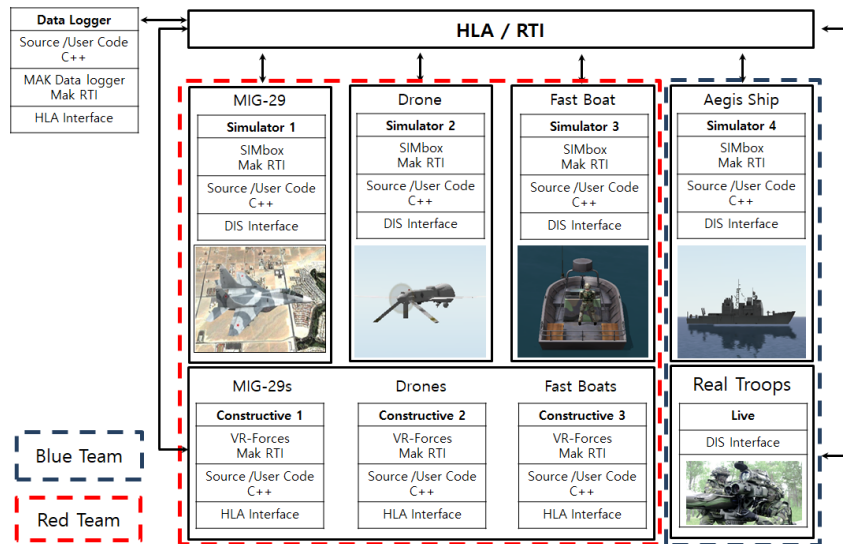 Data Logger
Source /User Code
C++
MAK Data logger
Mak RTI
HLA Interface
HLA / RTI
MIG-29
Simulator 1
SIMbox
Mak RTI
Source /User Code
C++
DIS Interface
Drone
Simulator 2
SIMbox
Mak RTI
Source /User Code
C++
DIS Interface
Fast Boat
Simulator 3
SIMbox
Mak RTI
Source /User Code
C++
DIS Interface
Aegis Ship
Simulator 4
SIMbox
Mak RTI
Source /User Code
C++
DIS Interface
MIG-29s
Constructive 1
VR-Forces
Mak RTI
Source /User Code
C++
HLA Interface
Drones
Constructive 2
VR-Forces
Mak RTI
Source /User Code
C++
HLA Interface
Fast Boats
Constructive 3
VR-Forces
Mak RTI
Source /User Code
C++
HLA Interface
Real Troops
Live
DIS Interface
Blue Team
Red Team